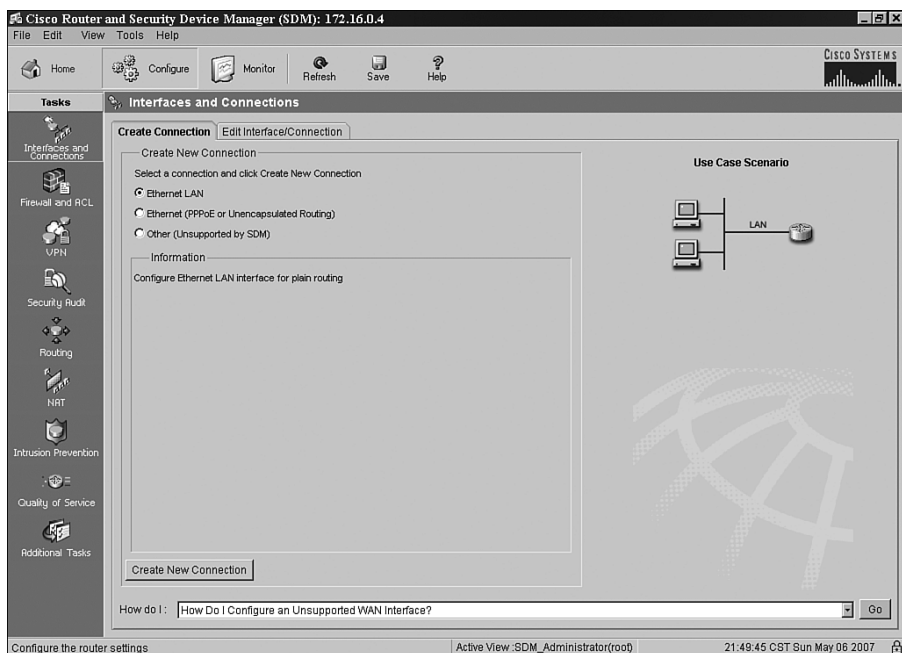 Cisco Router and Security Device Manager (SDM): 172.16.0.4
File Edit View Tools Help
Home Configure Monitor Refresh Save Help
CISCO SYSTEMS
Tasks
Interfaces and Connections
Interfaces and
Connections
Firewall and ACL
VPN
Security Audit
Routing
NAT
Intrusion Prevention
Quality of Service
Additional Tasks
Create Connection Edit Interface/Connection
Create New Connection
Select a connection and click Create New Connection
Ethernet LAN
Ethernet (PPPoE or Unencapsulated Routing)
Other (Unsupported by SDM)
Information
Configure Ethernet LAN interface for plain routing
Create New Connection
Use Case Scenario
LAN
How do I : How Do I Configure an Unsupported WAN Interface? Go
Configure the router settings Active View :SDM_Administrator(root) 21:49:45 CST Sun May 06 2007